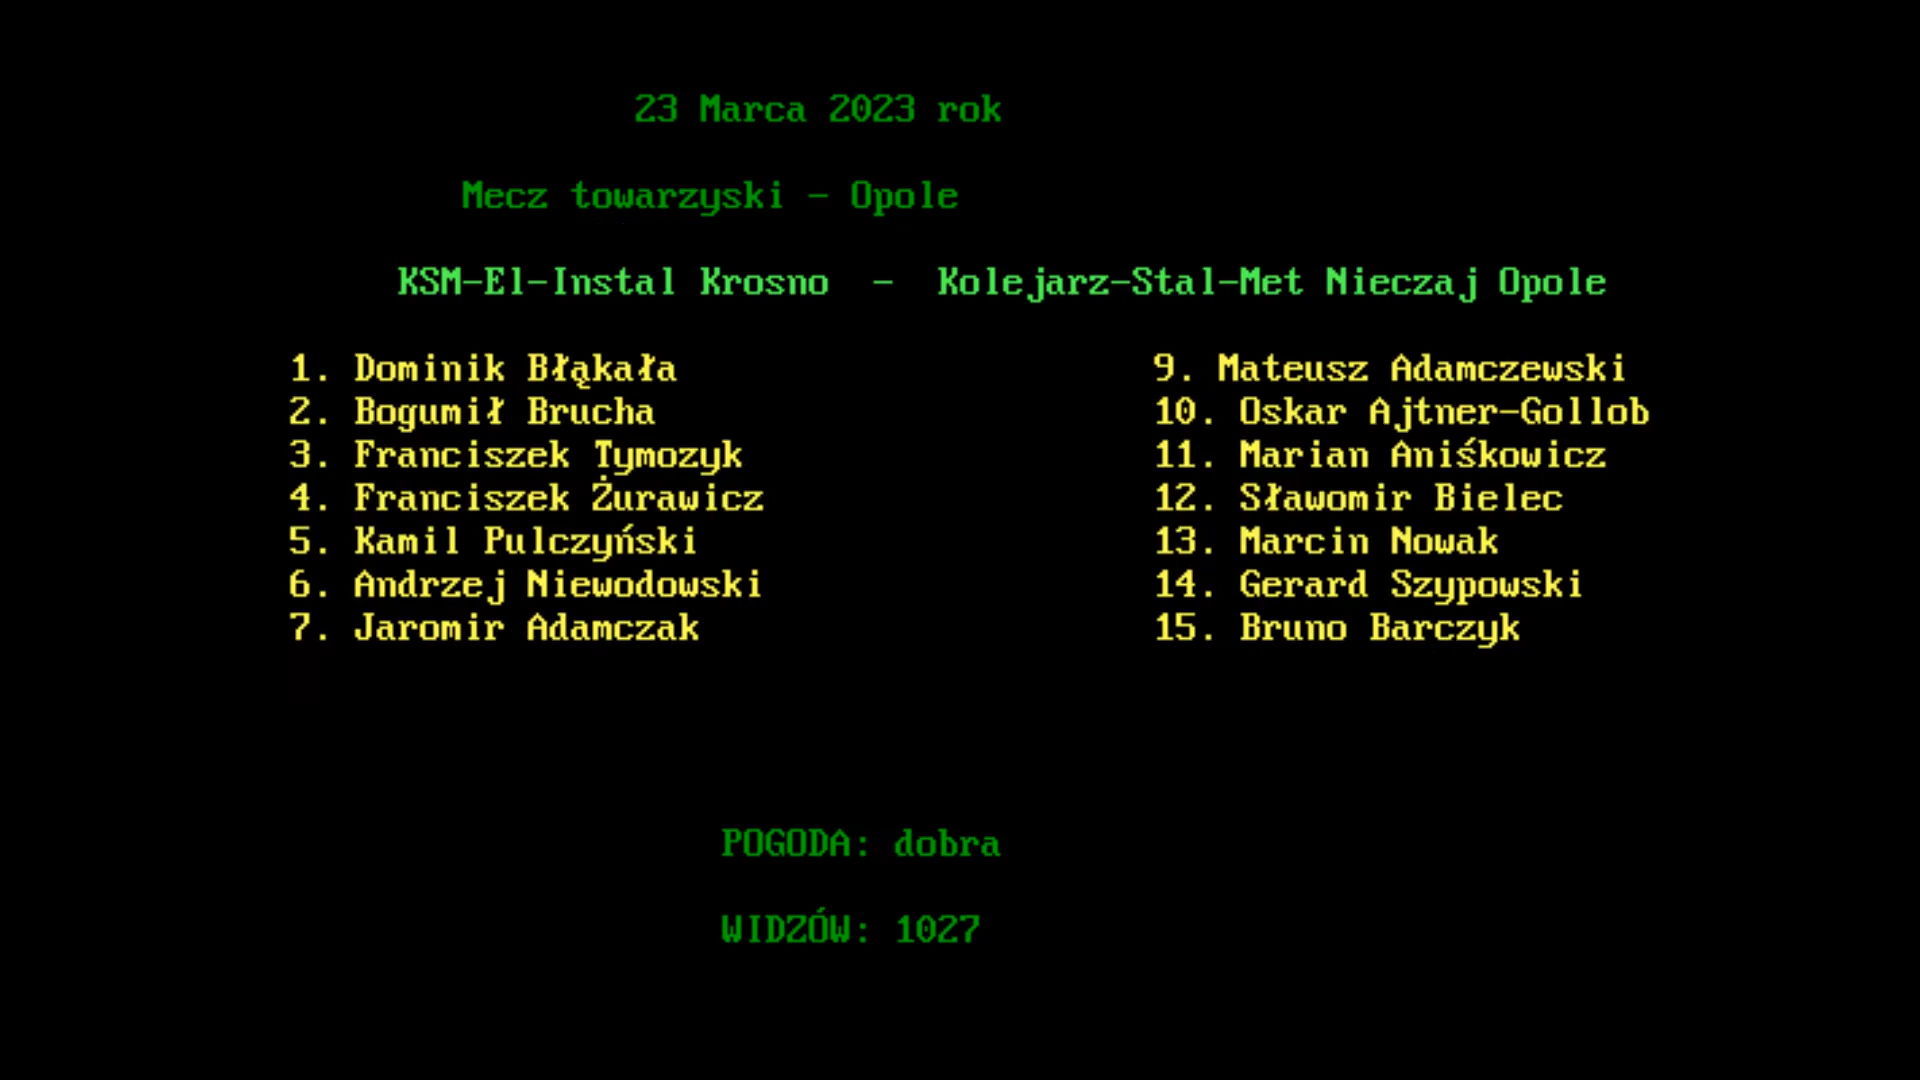 23 Marca 2023 rok
Mecz towarzyski - Opole
KSM-El-Instal Krosno - Kolejarz-Stal-Met Nieczaj Opole
1. Dominik Błąkała
2. Bogumił Brucha
3. Franciszek Tymozyk
4. Franciszek Żurawicz
5. Kamil Pulczyński
6. Andrzej Niewodowski
7. Jaromir Adamczak
9. Mateusz Adamczewski
10. Oskar Ajtner-Gollob
11. Marian Aniśkowicz
12. Sławomir Bielec
13. Marcin Nowak
14. Gerard Szypowski
15. Bruno Barczyk
POGODA: dobra
WIDZÓW: 1027